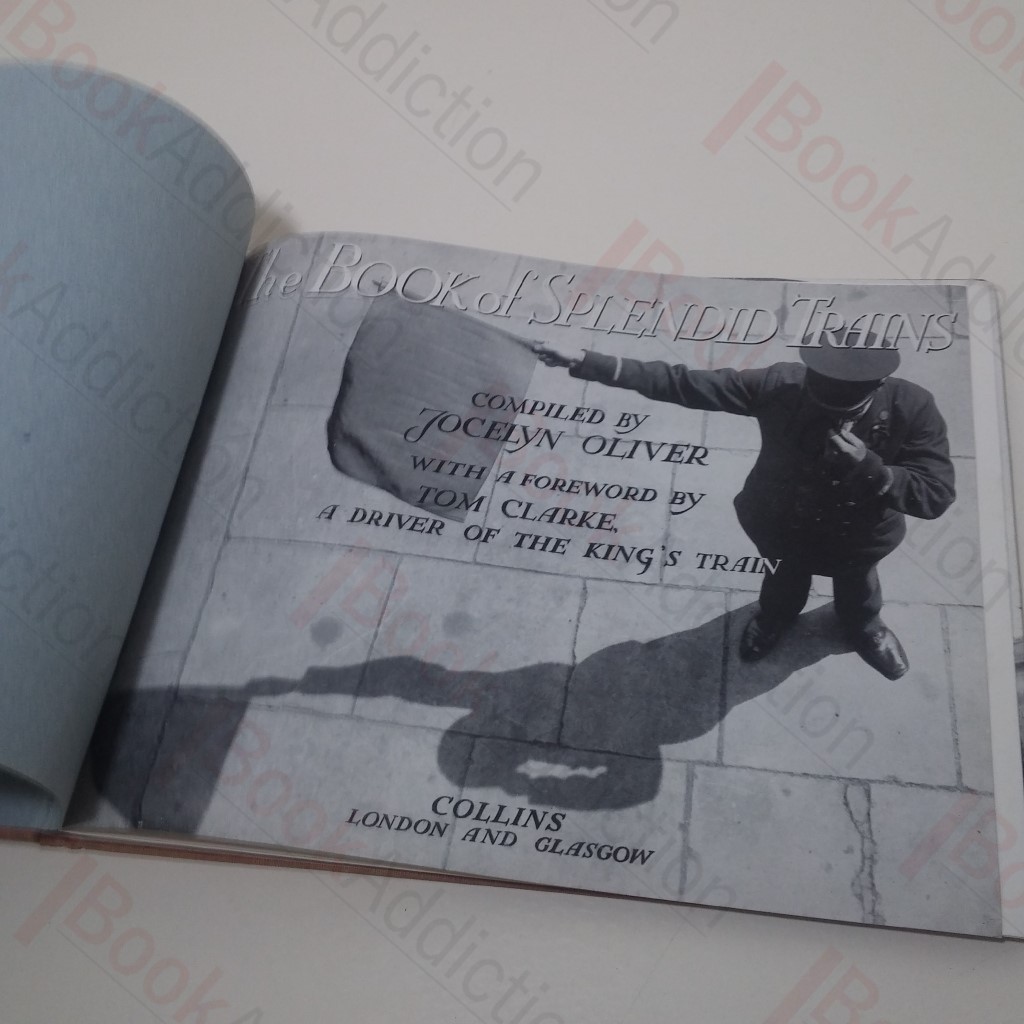 The BOOK of SPLENDID TRAINS
COMPILED BY
JOCELYN OLIVER
WITH A FOREWORD BY
TOM CLARKE,
A DRIVER OF THE KING'S TRAIN
COLLINS
LONDON AND GLASGOW
BookAddiction